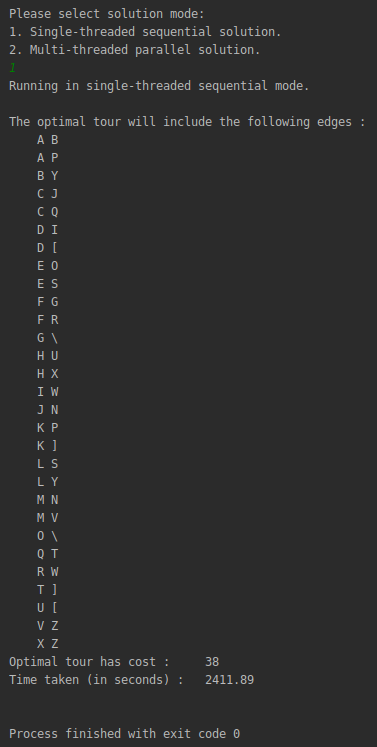 Please select solution mode:
1. Single-threaded sequential solution.
2. Multi-threaded parallel solution.
1
Running in single-threaded sequential mode.
The optimal tour will include the following edges :
A B
A P
B Y
C J
C Q
D I
D [
E O
E S
F G
F R
G \
H U
H X
I W
J N
K P
K ]
L S
L Y
M N
M V
O \
Q T
R W
T ]
U [
V Z
X Z
Optimal tour has cost : 38
Time taken (in seconds) : 2411.89
Process finished with exit code 0